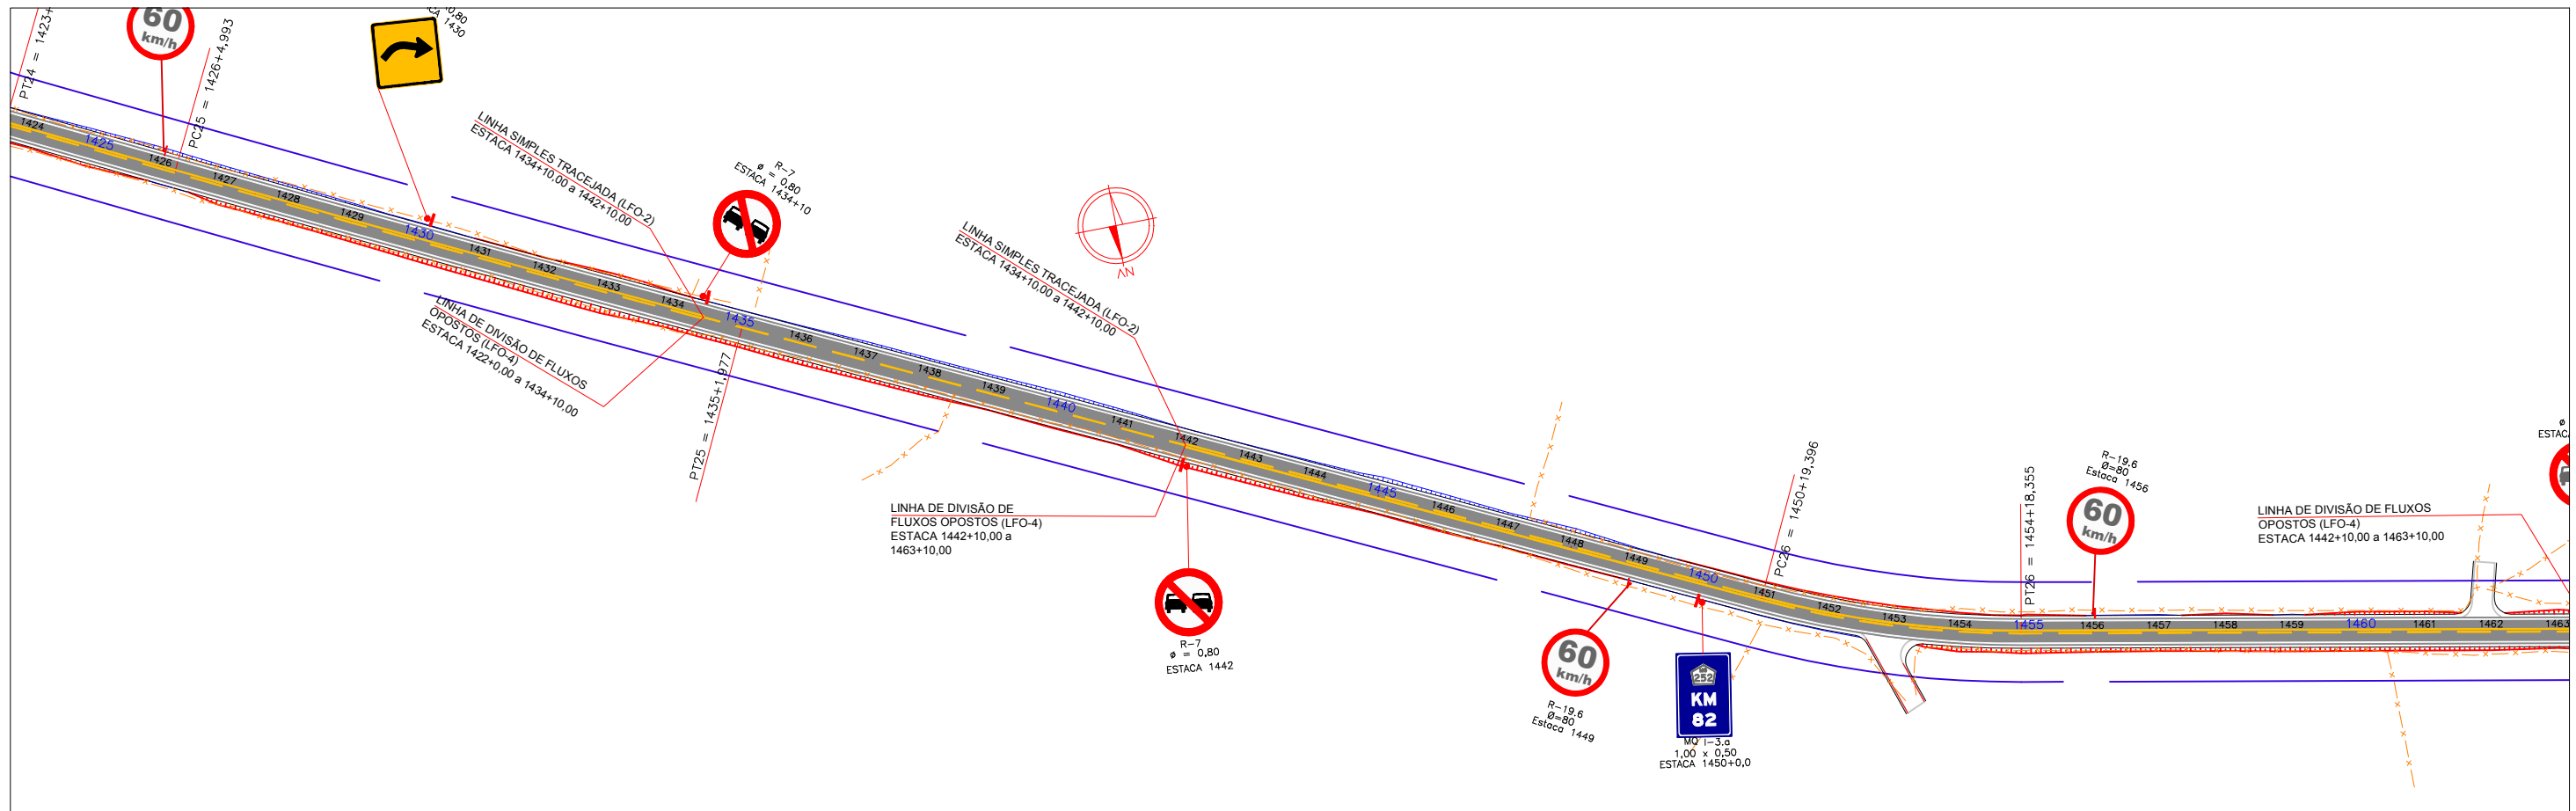 PT24 = 1423+
60
km/h
PC25 = 1426+4,993
1430
LINHA SIMPLES TRACEJADA (LFO-2)
ESTACA 1434+10,00 a 1442+10,00
R-7
ø = 0,80
ESTACA 1434+10
LINHA SIMPLES TRACEJADA (LFO-2)
ESTACA 1434+10,00 a 1442+10,00
NV
1424
1425
1426
1427
1428
1429
1430
1431
1432
1433
1434
1435
1436
1437
1438
1439
1440
1441
1442
1443
1444
1445
1446
1447
1448
1449
1450
1451
1452
1453
1454
1455
1456
1457
1458
1459
1460
1461
1462
1463
LINHA DE DIVISÃO DE FLUXOS
OPOSTOS (LFO-4)
ESTACA 1422+0,00 a 1434+10,00
PT25 = 1435+1,977
LINHA DE DIVISÃO DE
FLUXOS OPOSTOS (LFO-4)
ESTACA 1442+10,00 a
1463+10,00
R-7
ø = 0,80
ESTACA 1442
PC26 = 1450+19,396
60
km/h
R-19.6
Ø=80
Estaca 1449
252
KM
82
MQ I-3.a
1,00 x 0,50
ESTACA 1450+0,0
PT26 = 1454+18,355
R-19.6
Ø=80
Estaca 1456
60
km/h
LINHA DE DIVISÃO DE FLUXOS
OPOSTOS (LFO-4)
ESTACA 1442+10,00 a 1463+10,00
ø